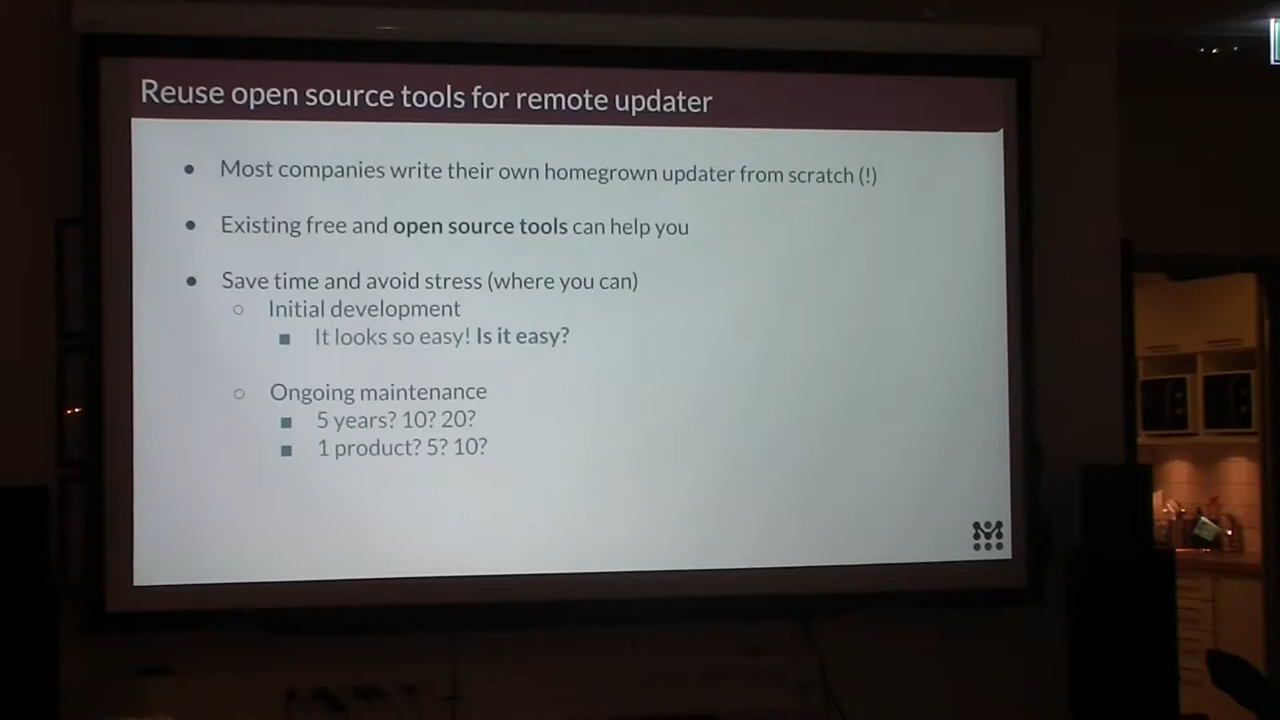 Reuse open source tools for remote updater
● Most companies write their own homegrown updater from scratch (!)
● Existing free and open source tools can help you
● Save time and avoid stress (where you can)
○ Initial development
■ It looks so easy! Is it easy?
○ Ongoing maintenance
■ 5 years? 10? 20?
■ 1 product? 5? 10?